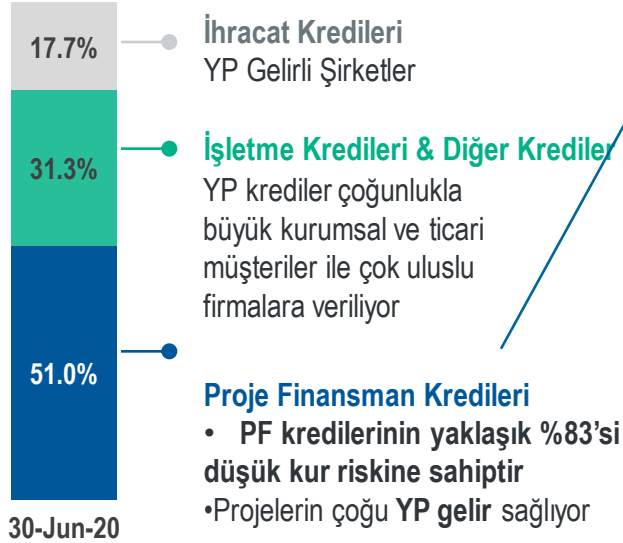 17.7%
İhracat Kredileri
YP Gelirli Şirketler
31.3%
İşletme Kredileri & Diğer Krediler
YP krediler çoğunlukla
büyük kurumsal ve ticari
müşteriler ile çok uluslu
firmalara veriliyor
51.0%
Proje Finansman Kredileri
• PF kredilerinin yaklaşık %83’si
düşük kur riskine sahiptir
•Projelerin çoğu YP gelir sağlıyor
30-Jun-20